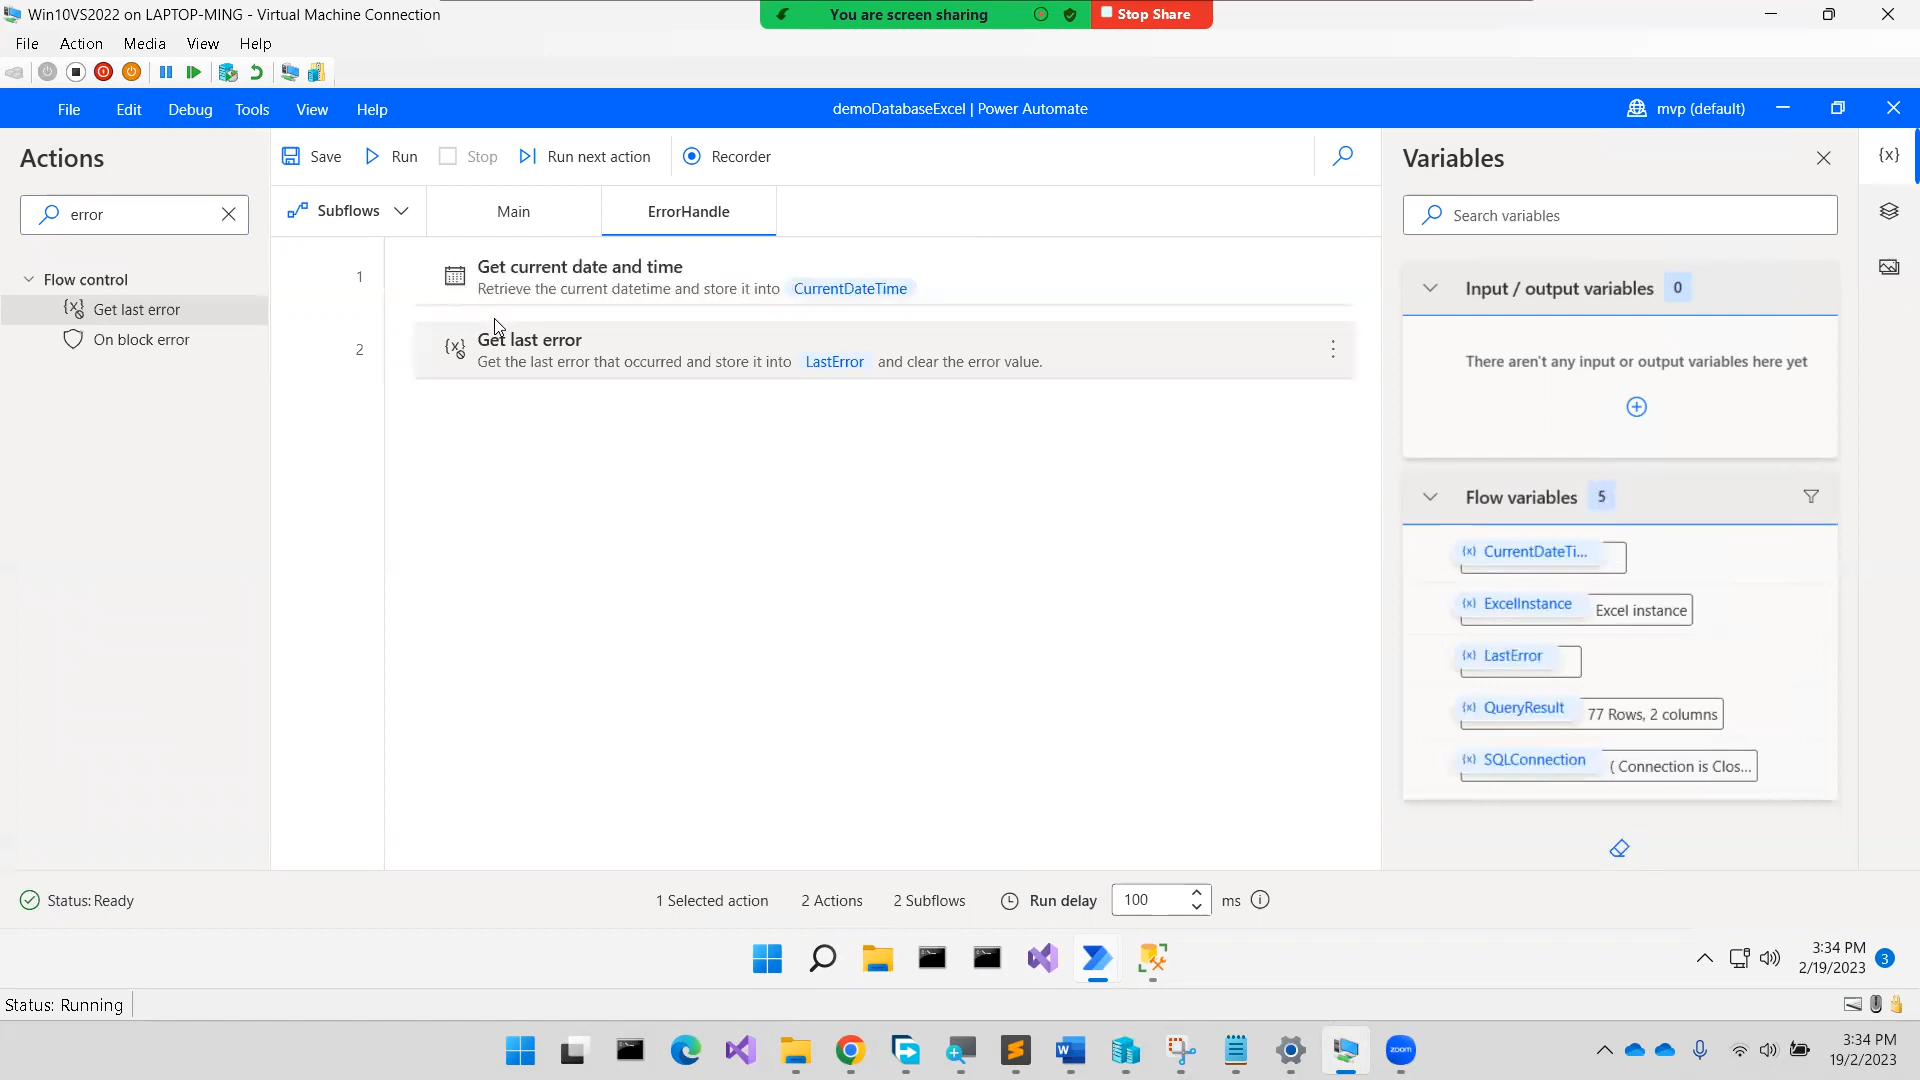 Win10VS2022 on LAPTOP-MING - Virtual Machine Connection
You are screen sharing
Stop Share
File Action Media View Help
File Edit Debug Tools View Help
demoDatabaseExcel | Power Automate
mvp (default)
Actions
Save Run Stop Run next action Recorder
Variables
{x}
error
Subflows Main ErrorHandle
Search variables
Flow control
Get last error
On block error
1
Get current date and time
Retrieve the current datetime and store it into CurrentDateTime
2
Get last error
Get the last error that occurred and store it into LastError and clear the error value.
Input / output variables 0
There aren't any input or output variables here yet
Flow variables 5
{x} CurrentDateTi...
{x} ExcelInstance Excel instance
{x} LastError
{x} QueryResult 77 Rows, 2 columns
{x} SQLConnection ( Connection is Clos...
Status: Ready
1 Selected action 2 Actions 2 Subflows Run delay 100 ms
3:34 PM
2/19/2023
3
Status: Running
zoom
3:34 PM
19/2/2023